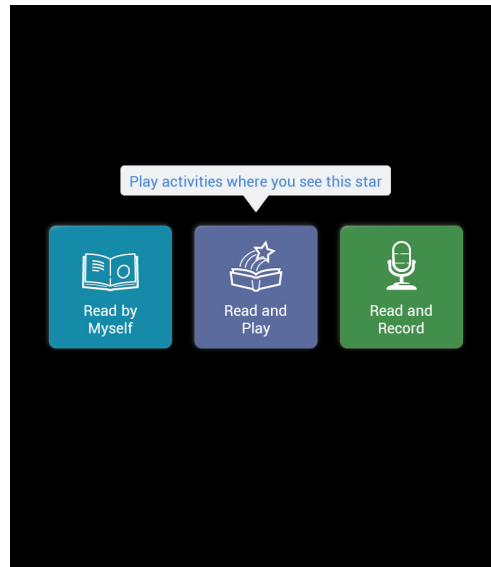 Play activities where you see this star
Read by
Myself
Read and
Play
Read and
Record